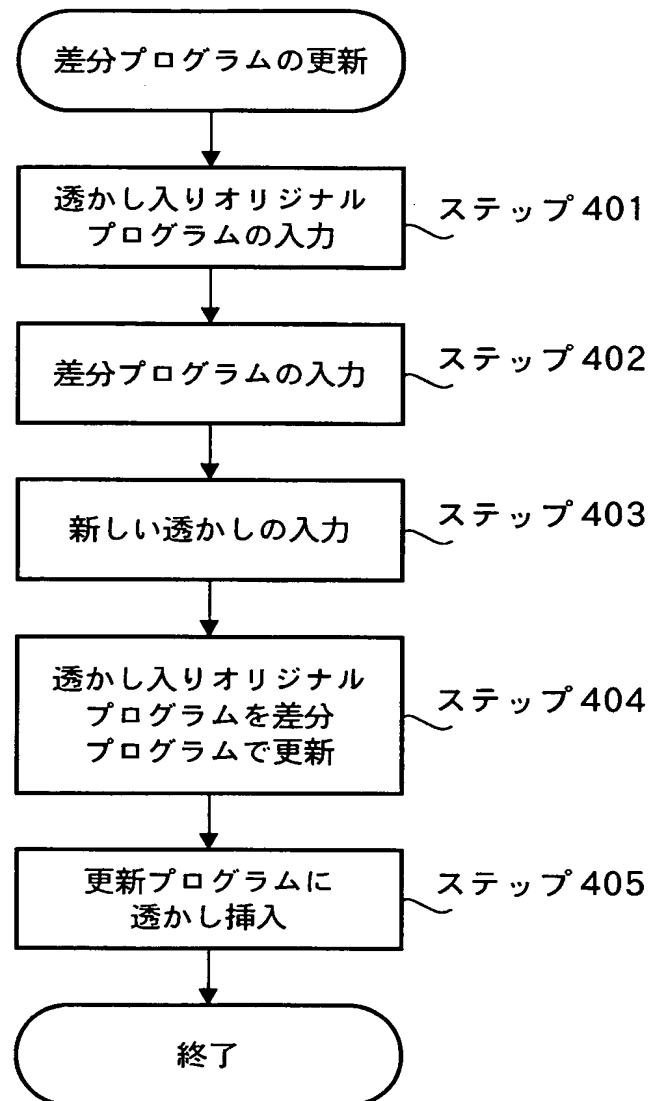 差分プログラムの更新
透かし入りオリジナル
プログラムの入力
ステップ401
差分プログラムの入力
ステップ402
新しい透かしの入力
ステップ403
透かし入りオリジナル
プログラムを差分
プログラムで更新
ステップ404
更新プログラムに
透かし挿入
ステップ405
終了